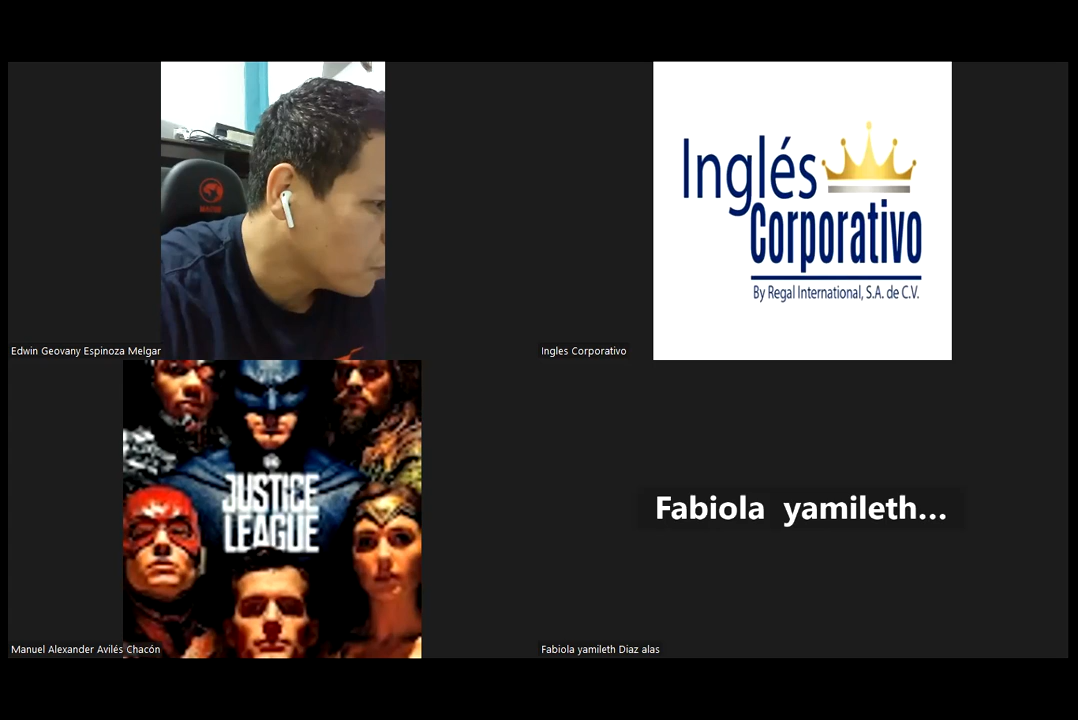 Edwin Geovany Espinoza Melgar
Inglés
Corporativo
By Regal International, S.A. de C.V.
Ingles Corporativo
JUSTICE
LEAGUE
Manuel Alexander Avilés Chacón
Fabiola yamileth...
Fabiola yamileth Diaz alas